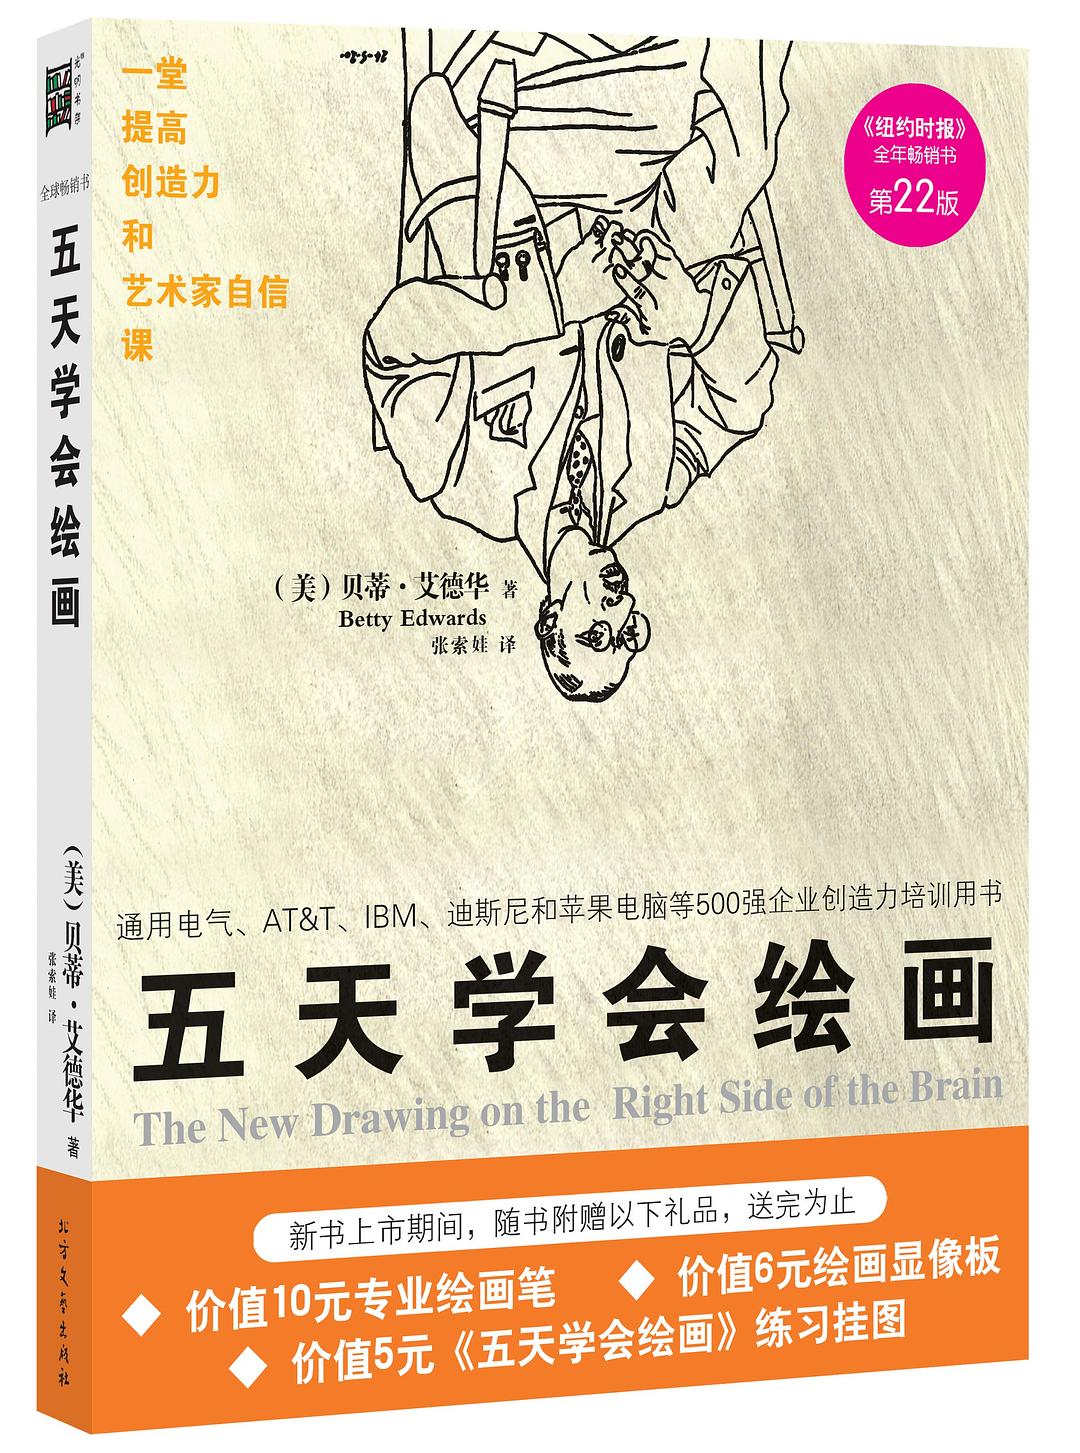 光明书架
全球畅销书
五天学会绘画
(美)贝蒂·艾德华 著
张索娃 译
北方文艺出版社
一堂
提高
创造力
和
艺术家自信
课
《纽约时报》
全年畅销书
第22版
(美)贝蒂·艾德华 著
Betty Edwards
张索娃 译
通用电气、AT&T、IBM、迪斯尼和苹果电脑等500强企业创造力培训用书
五天学会绘画
The New Drawing on the Right Side of the Brain
新书上市期间，随书附赠以下礼品，送完为止
◆ 价值10元专业绘画笔 ◆ 价值6元绘画显像板
◆ 价值5元《五天学会绘画》练习挂图